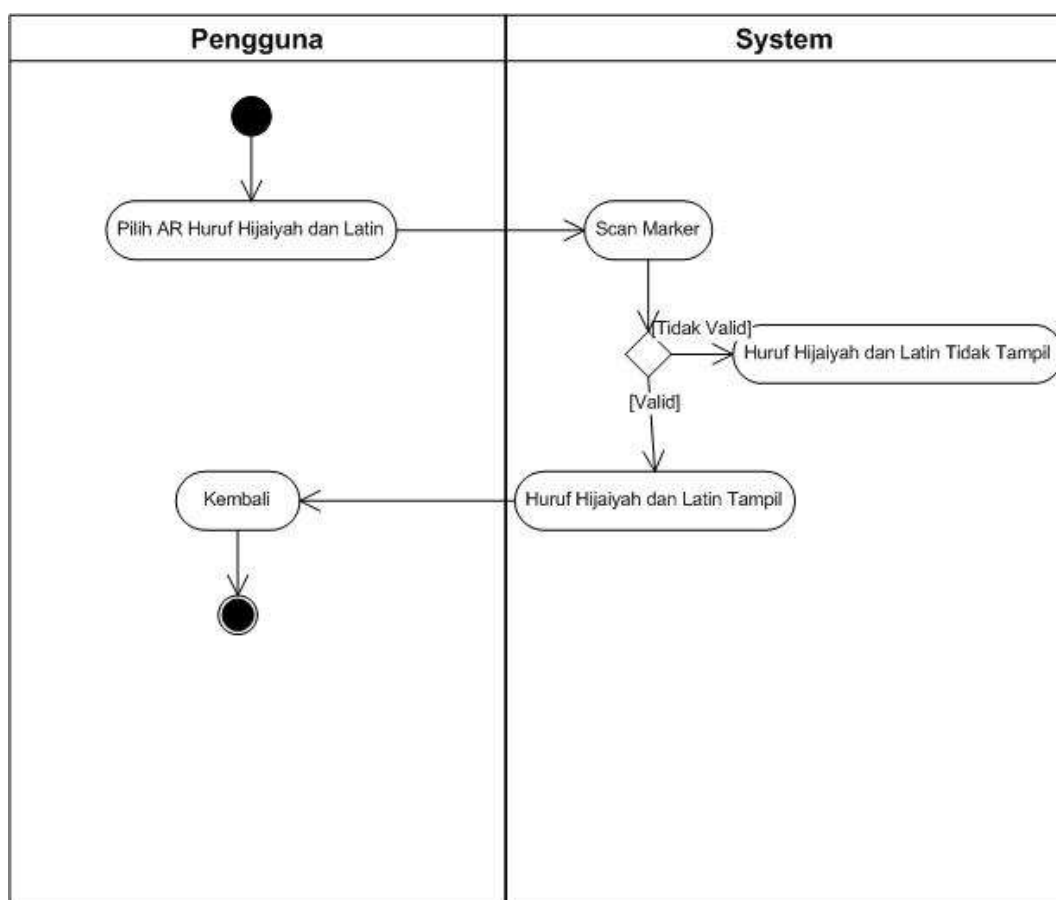 Pengguna
System
Pilih AR Huruf Hijaiyah dan Latin
Scan Marker
[Tidak Valid]
Huruf Hijaiyah dan Latin Tidak Tampil
[Valid]
Kembali
Huruf Hijaiyah dan Latin Tampil